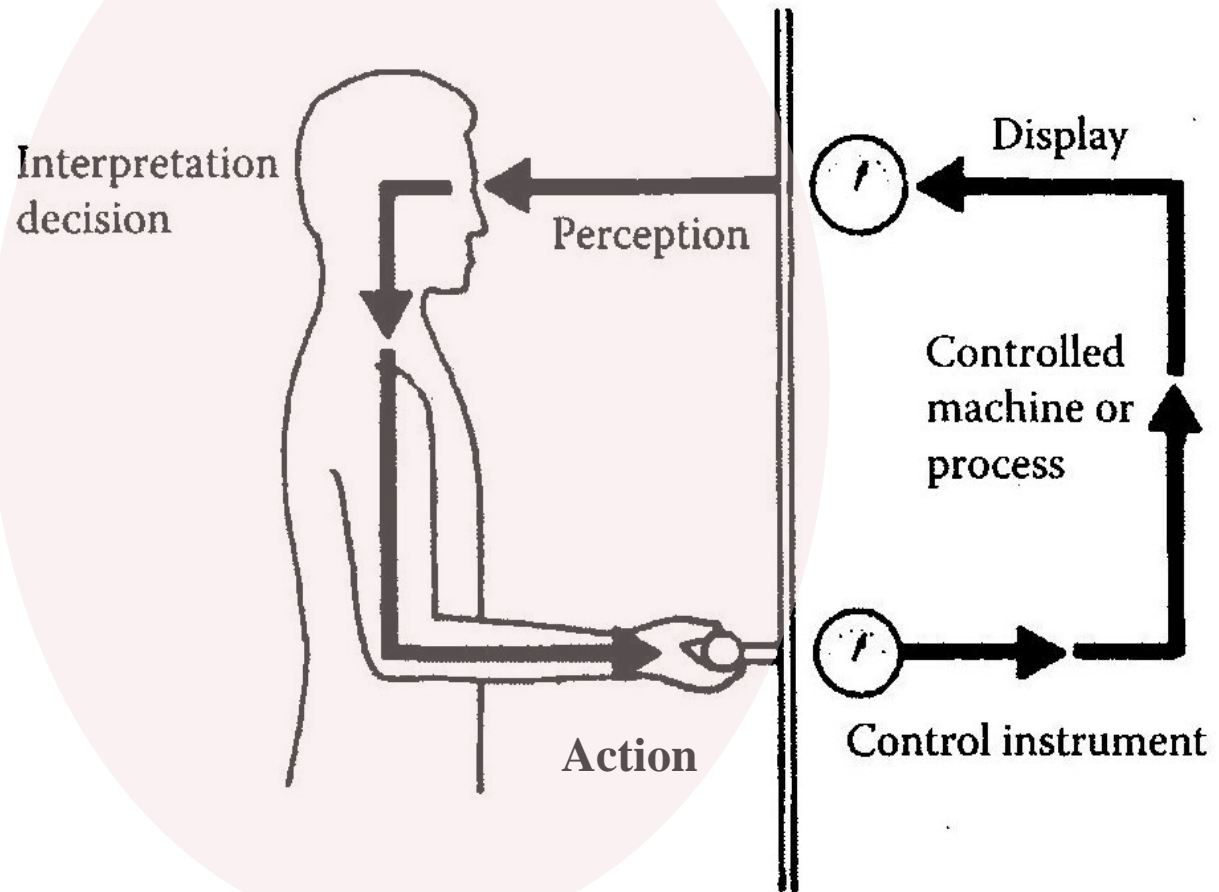 Interpretation
decision
Perception
Display
Controlled
machine or
process
Control instrument
Action